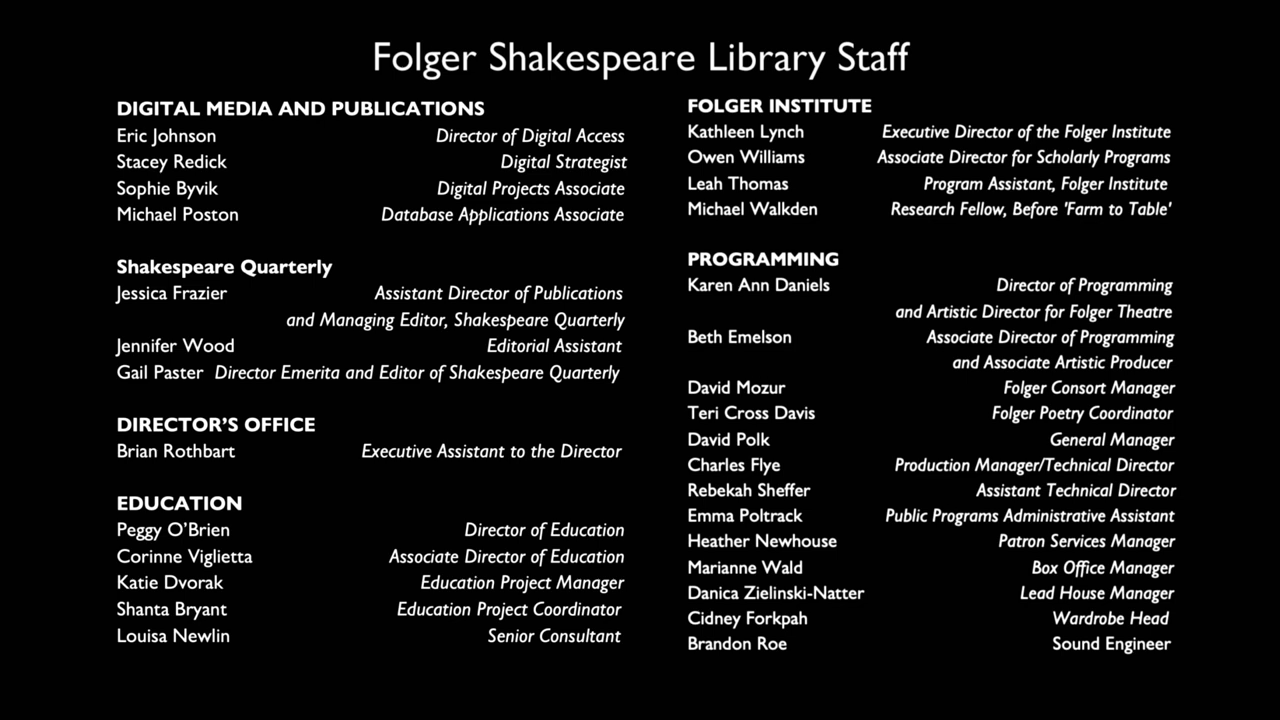 Folger Shakespeare Library Staff
DIGITAL MEDIA AND PUBLICATIONS
Eric Johnson Director of Digital Access
Stacey Redick Digital Strategist
Sophie Byvik Digital Projects Associate
Michael Poston Database Applications Associate
Shakespeare Quarterly
Jessica Frazier Assistant Director of Publications
and Managing Editor, Shakespeare Quarterly
Jennifer Wood Editorial Assistant
Gail Paster Director Emerita and Editor of Shakespeare Quarterly
DIRECTOR’S OFFICE
Brian Rothbart Executive Assistant to the Director
EDUCATION
Peggy O’Brien Director of Education
Corinne Viglietta Associate Director of Education
Katie Dvorak Education Project Manager
Shanta Bryant Education Project Coordinator
Louisa Newlin Senior Consultant
FOLGER INSTITUTE
Kathleen Lynch Executive Director of the Folger Institute
Owen Williams Associate Director for Scholarly Programs
Leah Thomas Program Assistant, Folger Institute
Michael Walkden Research Fellow, Before 'Farm to Table'
PROGRAMMING
Karen Ann Daniels Director of Programming
and Artistic Director for Folger Theatre
Beth Emelson Associate Director of Programming
and Associate Artistic Producer
David Mozur Folger Consort Manager
Teri Cross Davis Folger Poetry Coordinator
David Polk General Manager
Charles Flye Production Manager/Technical Director
Rebekah Sheffer Assistant Technical Director
Emma Poltrack Public Programs Administrative Assistant
Heather Newhouse Patron Services Manager
Marianne Wald Box Office Manager
Danica Zielinski-Natter Lead House Manager
Cidney Forkpah Wardrobe Head
Brandon Roe Sound Engineer